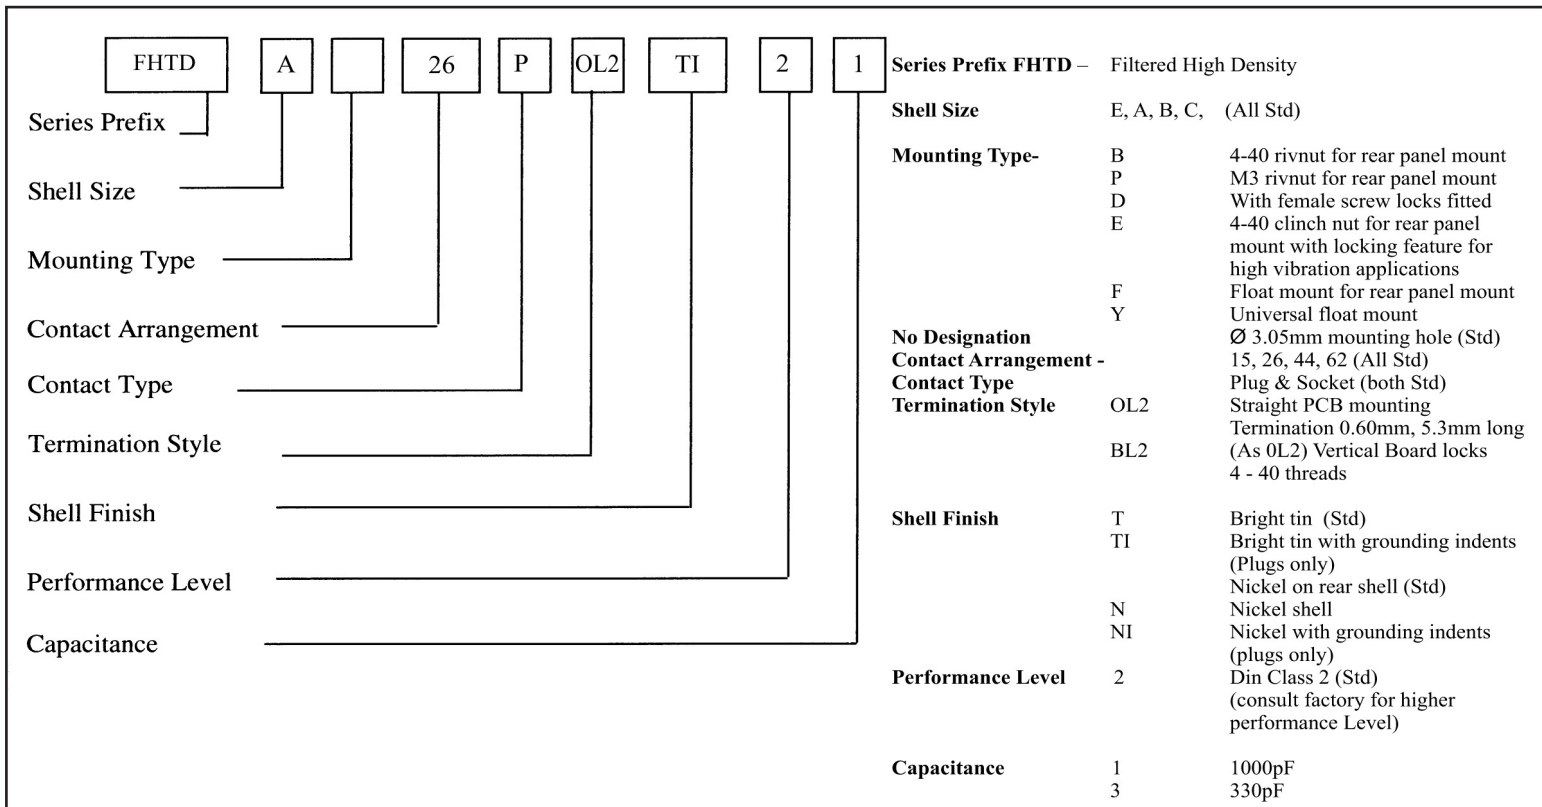 FHTD A 26 P OL2 TI 2 1
Series Prefix
Shell Size
Mounting Type
Contact Arrangement
Contact Type
Termination Style
Shell Finish
Performance Level
Capacitance
Series Prefix FHTD – Filtered High Density
Shell Size E, A, B, C, (All Std)
Mounting Type- B 4-40 rivnut for rear panel mount
P M3 rivnut for rear panel mount
D With female screw locks fitted
E 4-40 clinch nut for rear panel
mount with locking feature for
high vibration applications
F Float mount for rear panel mount
Y Universal float mount
No Designation Ø 3.05mm mounting hole (Std)
Contact Arrangement - 15, 26, 44, 62 (All Std)
Contact Type Plug & Socket (both Std)
Termination Style OL2 Straight PCB mounting
Termination 0.60mm, 5.3mm long
BL2 (As 0L2) Vertical Board locks
4 - 40 threads
Shell Finish T Bright tin (Std)
TI Bright tin with grounding indents
(Plugs only)
Nickel on rear shell (Std)
N Nickel shell
NI Nickel with grounding indents
(plugs only)
Performance Level 2 Din Class 2 (Std)
(consult factory for higher
performance Level)
Capacitance 1 1000pF
3 330pF